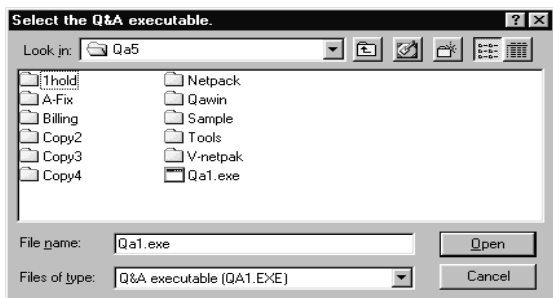 Select the Q&A executable.
Look in: Qa5
1hold
A-Fix
Billing
Copy2
Copy3
Copy4
Netpack
Qawin
Sample
Tools
V-netpak
Qa1.exe
File name: Qa1.exe Open
Files of type: Q&A executable (QA1.EXE) Cancel